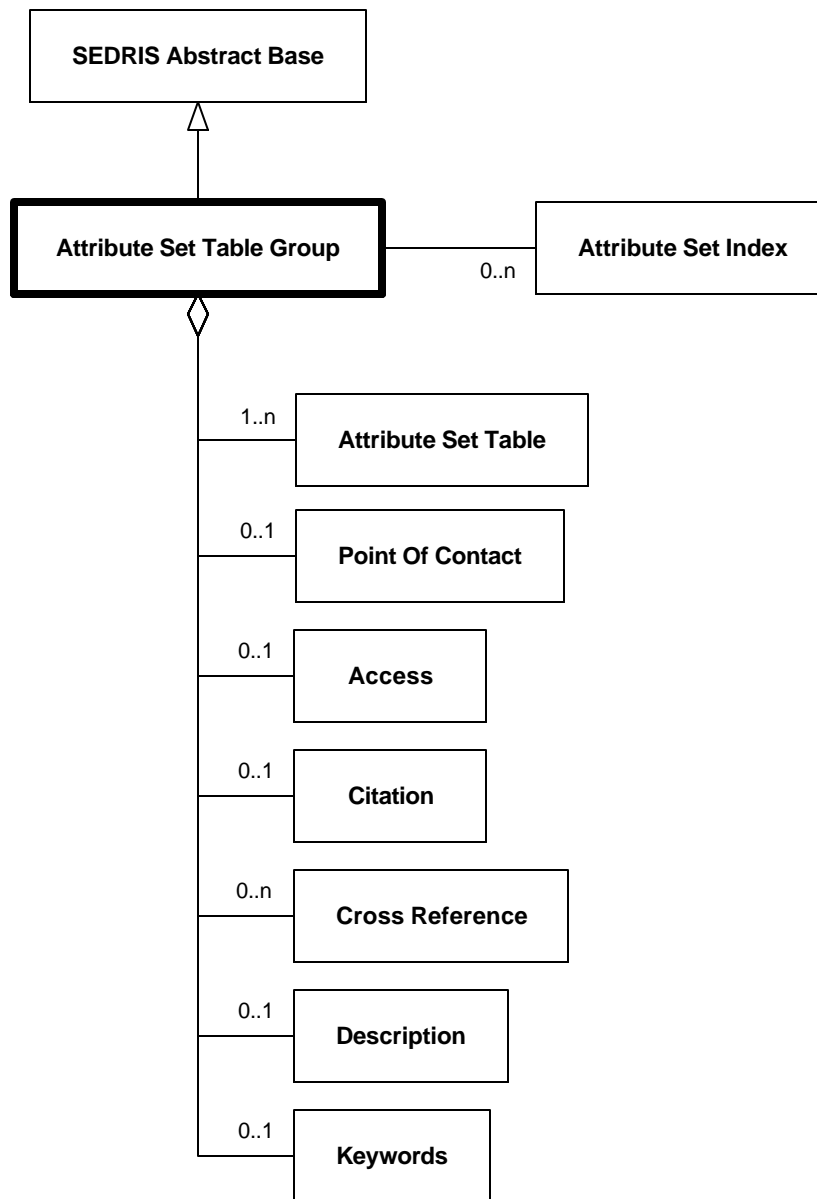 SEDRIS Abstract Base
Attribute Set Table Group
Attribute Set Index
0..n
1..n
Attribute Set Table
0..1
Point Of Contact
0..1
Access
0..1
Citation
0..n
Cross Reference
0..1
Description
0..1
Keywords